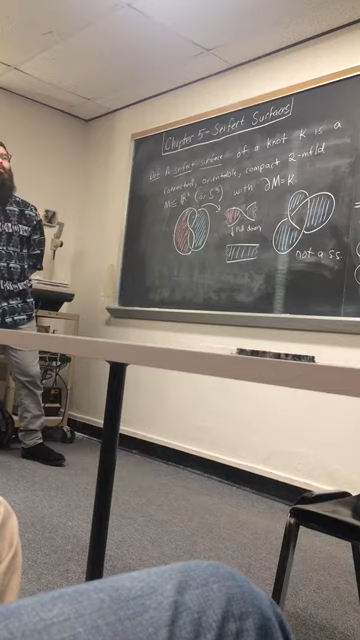 Chapter 5 - Seifert Surfaces
Def: A seifert surface of a knot K is a
connected, orientable, compact 2-mfld
M ⊆ ℝ³ (or S³) with ∂M = K
pull down
not a s.s.